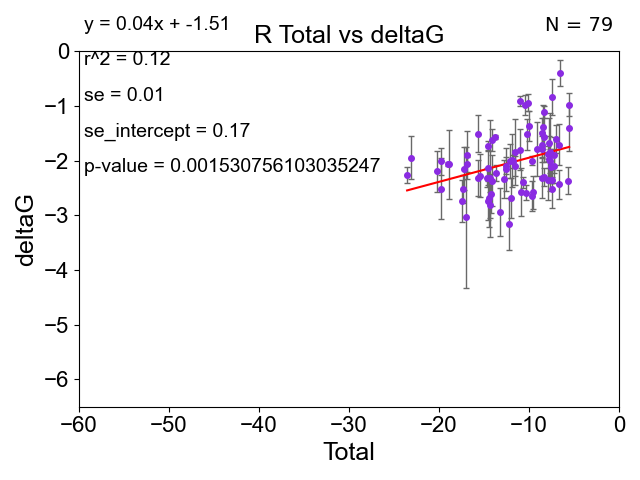 y = 0.04x + -1.51
N = 79
R Total vs deltaG
r^2 = 0.12
se = 0.01
se_intercept = 0.17
p-value = 0.001530756103035247
0
−1
−2
−3
−4
−5
−6
deltaG
−60 −50 −40 −30 −20 −10 0
Total